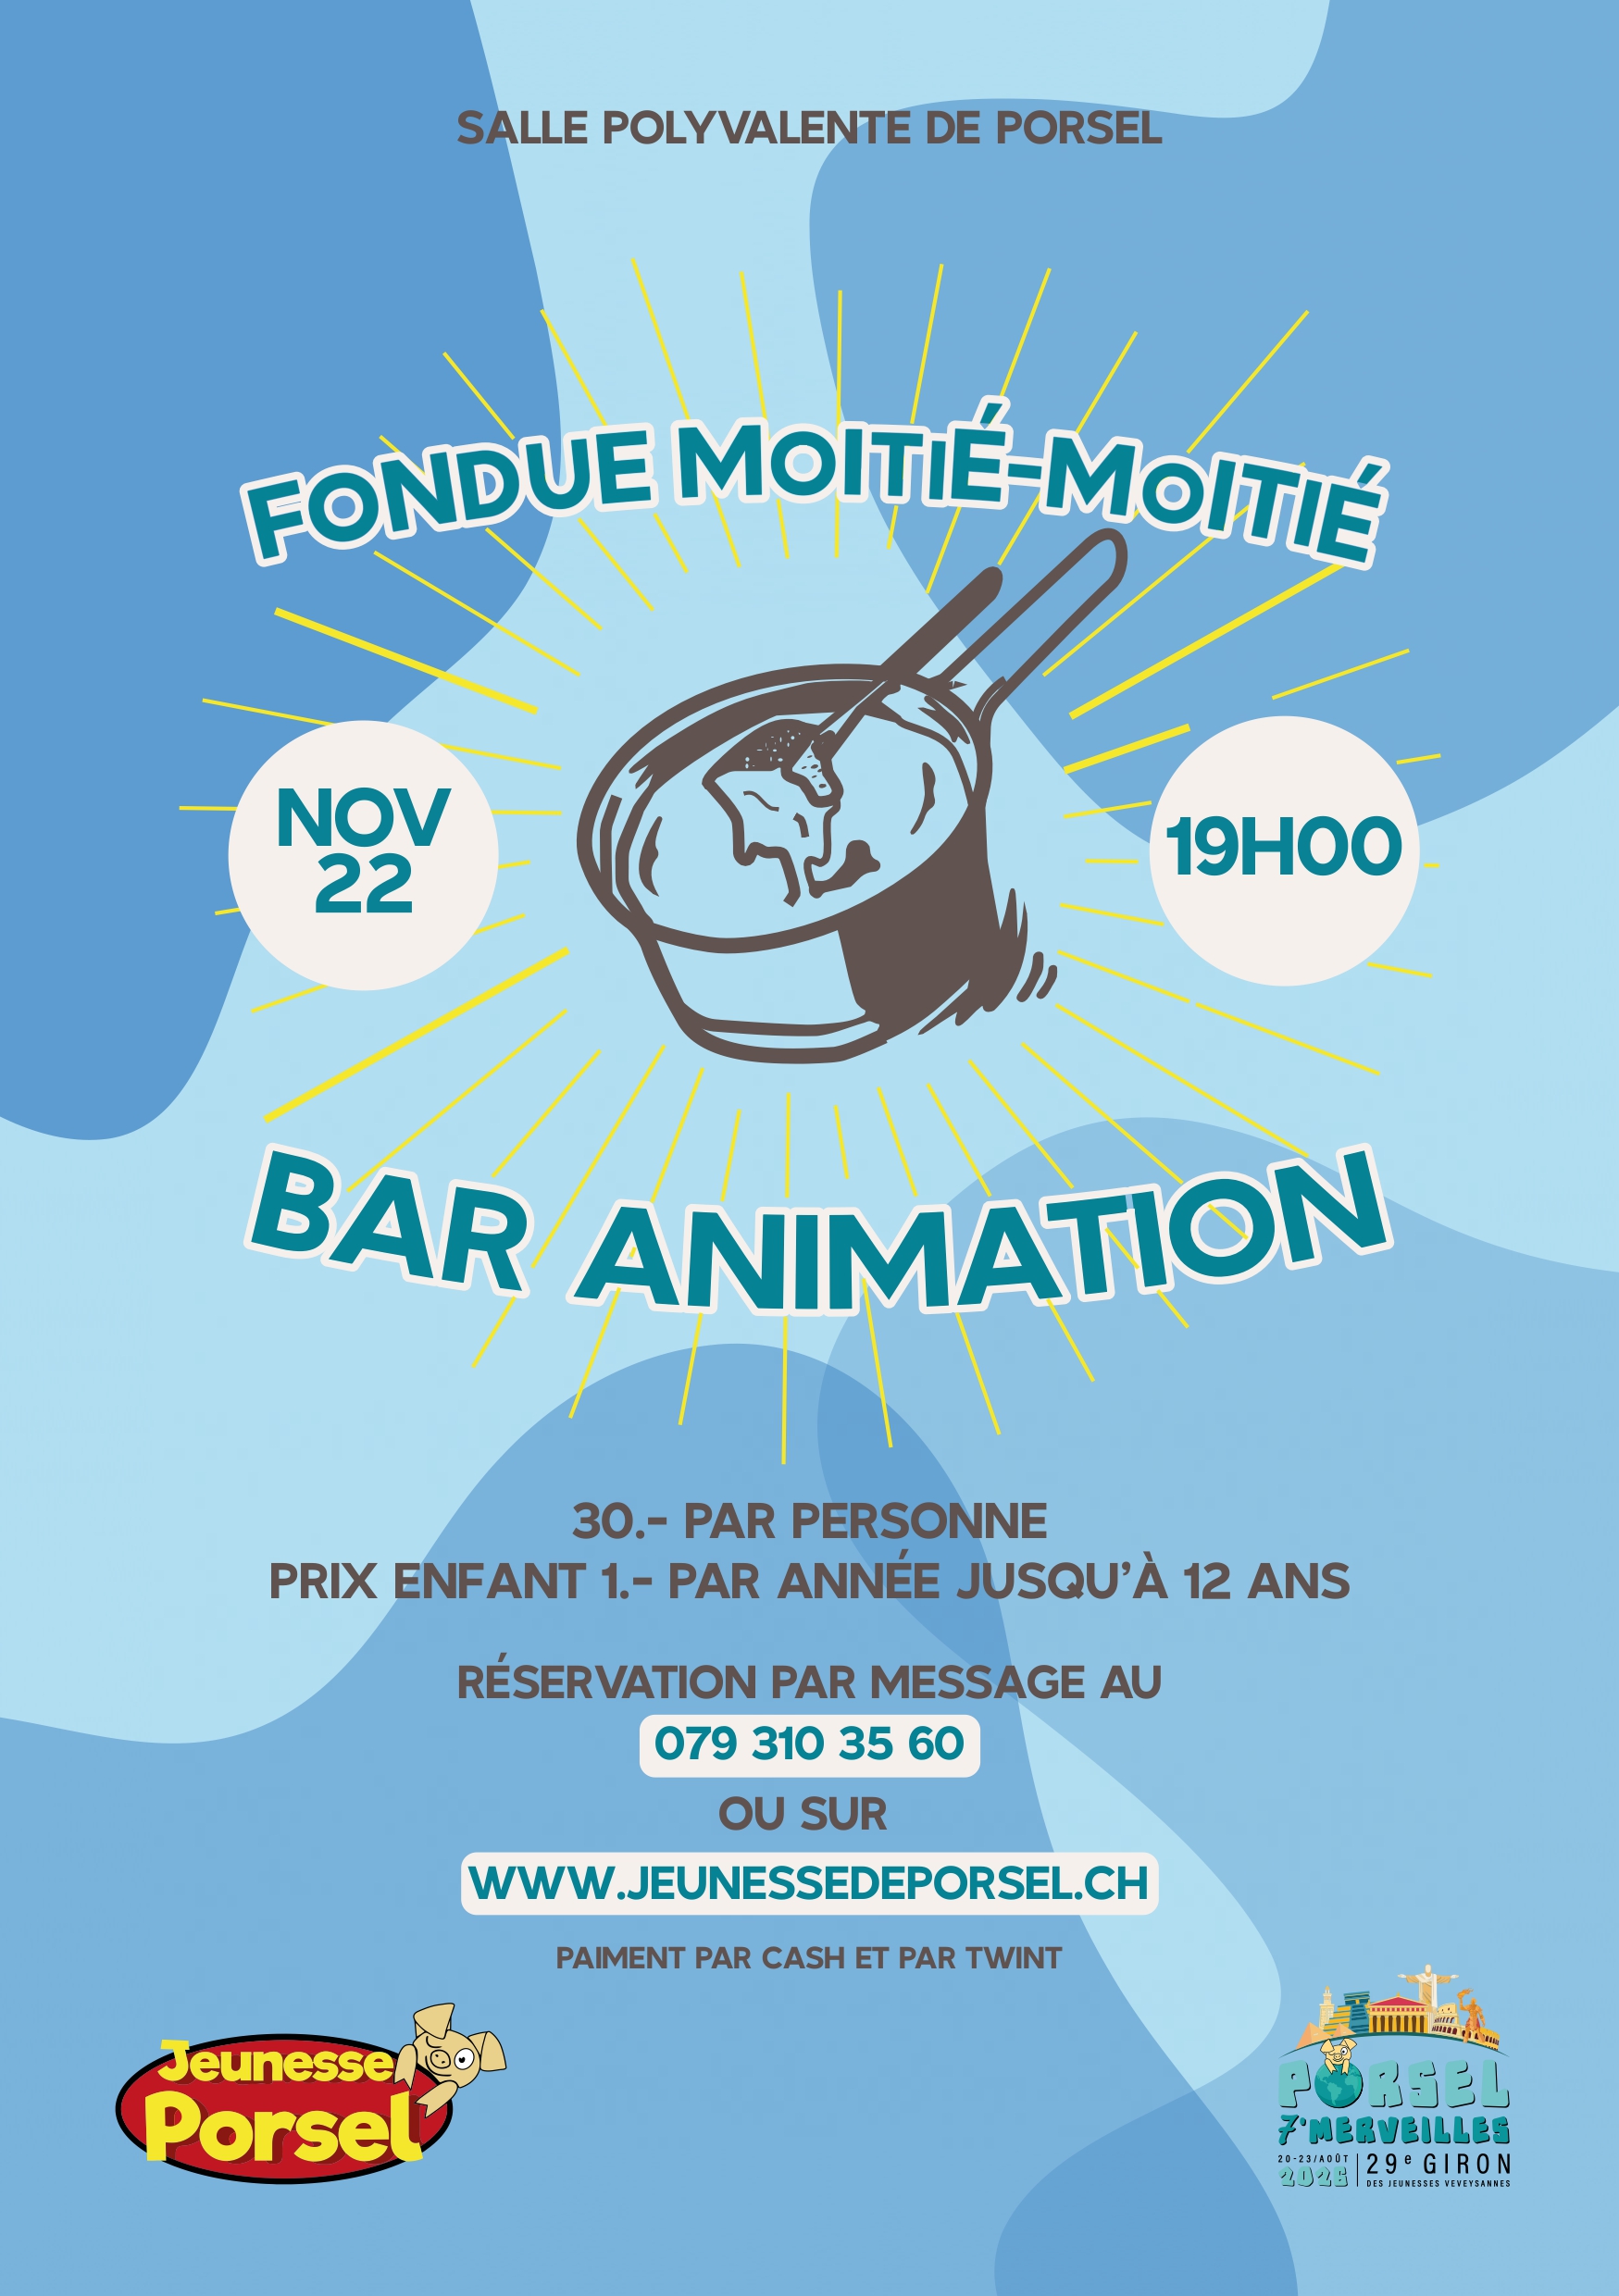 SALLE POLYVALENTE DE PORSEL
FONDUE MOITIÉ-MOITIÉ
NOV
22
19H00
BAR ANIMATION
30.- PAR PERSONNE
PRIX ENFANT 1.- PAR ANNÉE JUSQU'À 12 ANS
RÉSERVATION PAR MESSAGE AU
079 310 35 60
OU SUR
WWW.JEUNESSEDEPORSEL.CH
PAIMENT PAR CASH ET PAR TWINT
Jeunesse
Porsel
PORSEL
7'MERVEILLES
20-23/AOÛT
2026
29e GIRON
DES JEUNESSES VEVEYSANNES